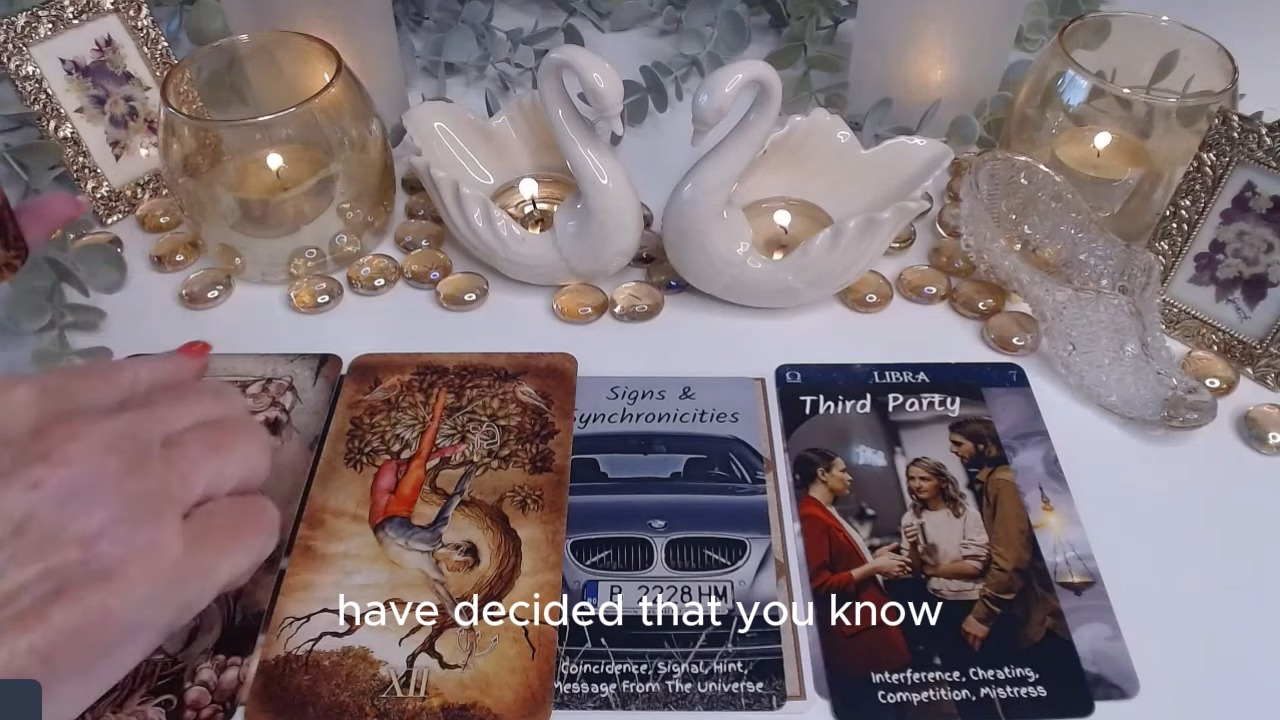 Signs &
Synchronicities
B 2228 HM
Coincidence, Signal, Hint,
Message From The Universe
LIBRA
7
Third Party
Interference, Cheating,
Competition, Mistress
XII
have decided that you know